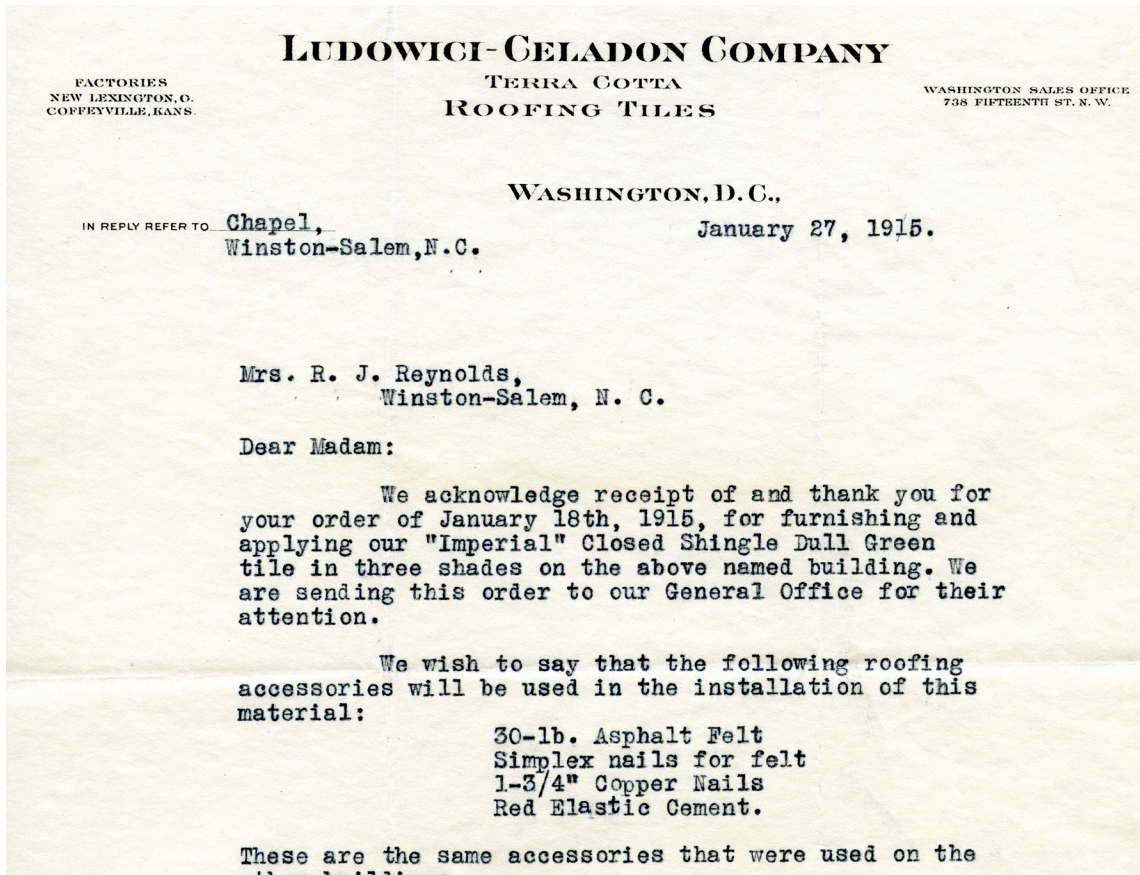 LUDOWICI-CELADON COMPANY
TERRA COTTA
ROOFING TILES
FACTORIES
NEW LEXINGTON, O.
COFFEYVILLE, KANS.
WASHINGTON SALES OFFICE
738 FIFTEENTH ST. N. W.
WASHINGTON, D. C.,
IN REPLY REFER TO Chapel,
Winston-Salem,N.C.
January 27, 1915.
Mrs. R. J. Reynolds,
Winston-Salem, N. C.
Dear Madam:
We acknowledge receipt of and thank you for
your order of January 18th, 1915, for furnishing and
applying our "Imperial" Closed Shingle Dull Green
tile in three shades on the above named building. We
are sending this order to our General Office for their
attention.
We wish to say that the following roofing
accessories will be used in the installation of this
material:
30-lb. Asphalt Felt
Simplex nails for felt
1-3/4" Copper Nails
Red Elastic Cement.
These are the same accessories that were used on the